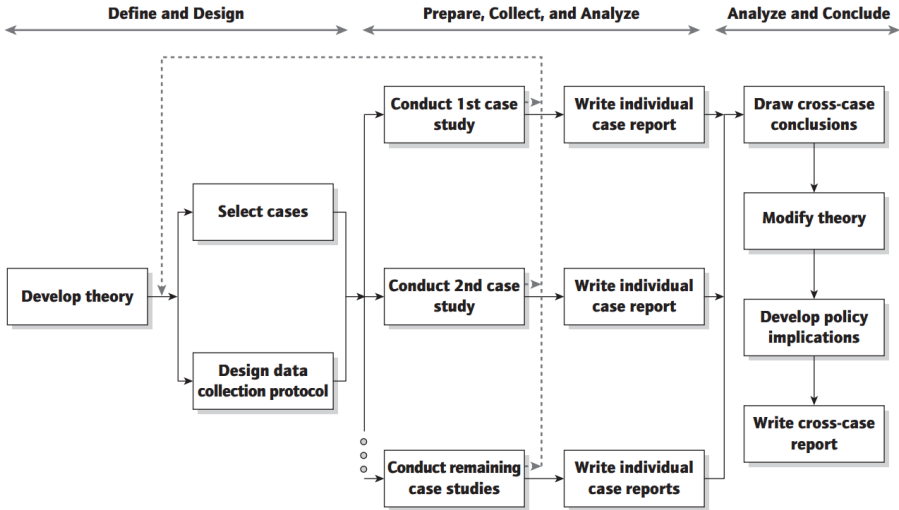 Define and Design
Prepare, Collect, and Analyze
Analyze and Conclude
Develop theory
Select cases
Design data
collection protocol
Conduct 1st case
study
Write individual
case report
Conduct 2nd case
study
Write individual
case report
Conduct remaining
case studies
Write individual
case reports
Draw cross-case
conclusions
Modify theory
Develop policy
implications
Write cross-case
report